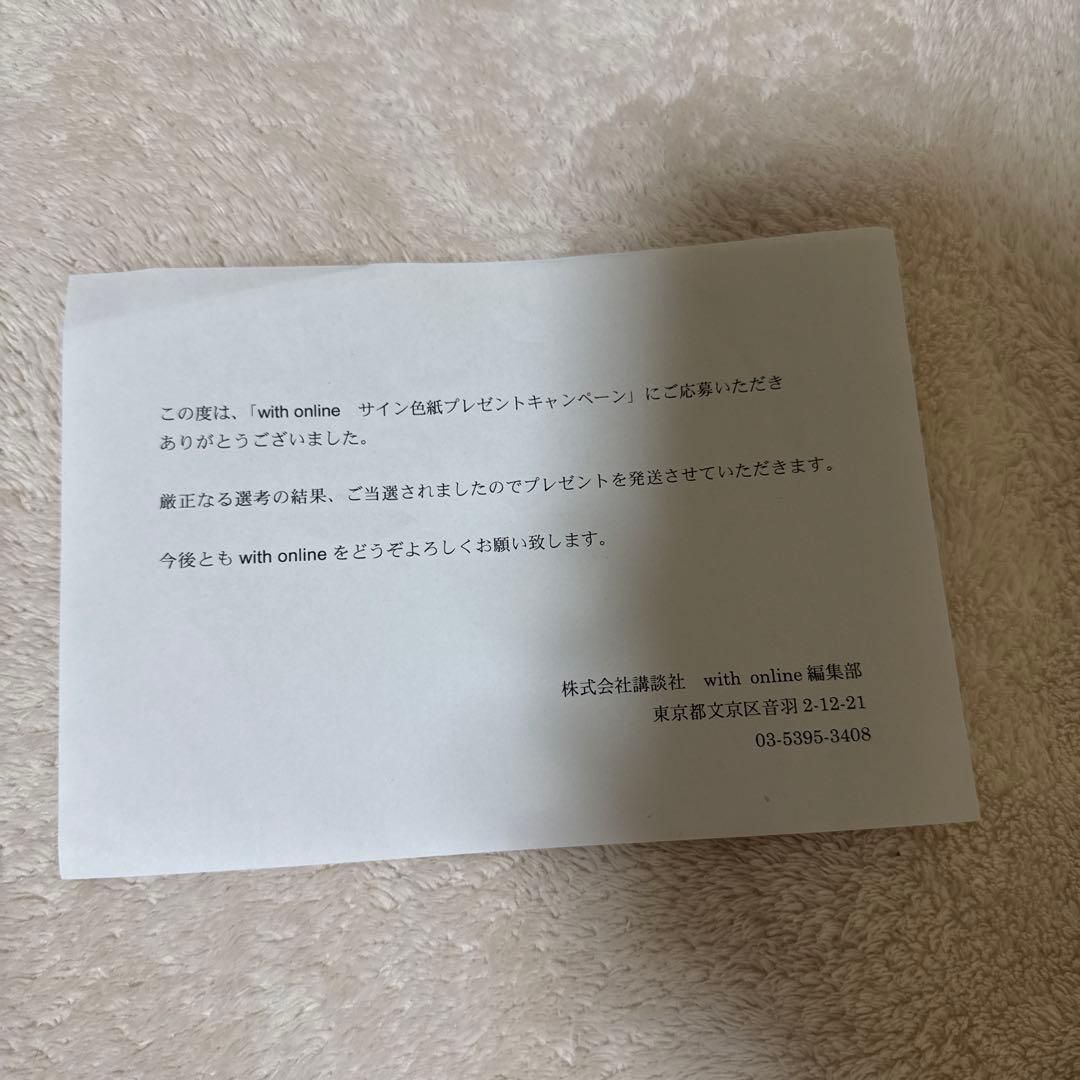 この度は、「with online　サイン色紙プレゼントキャンペーン」にご応募いただき
ありがとうございました。
厳正なる選考の結果、ご当選されましたのでプレゼントを発送させていただきます。
今後とも with online をどうぞよろしくお願い致します。
株式会社講談社　with online 編集部
東京都文京区音羽 2-12-21
03-5395-3408